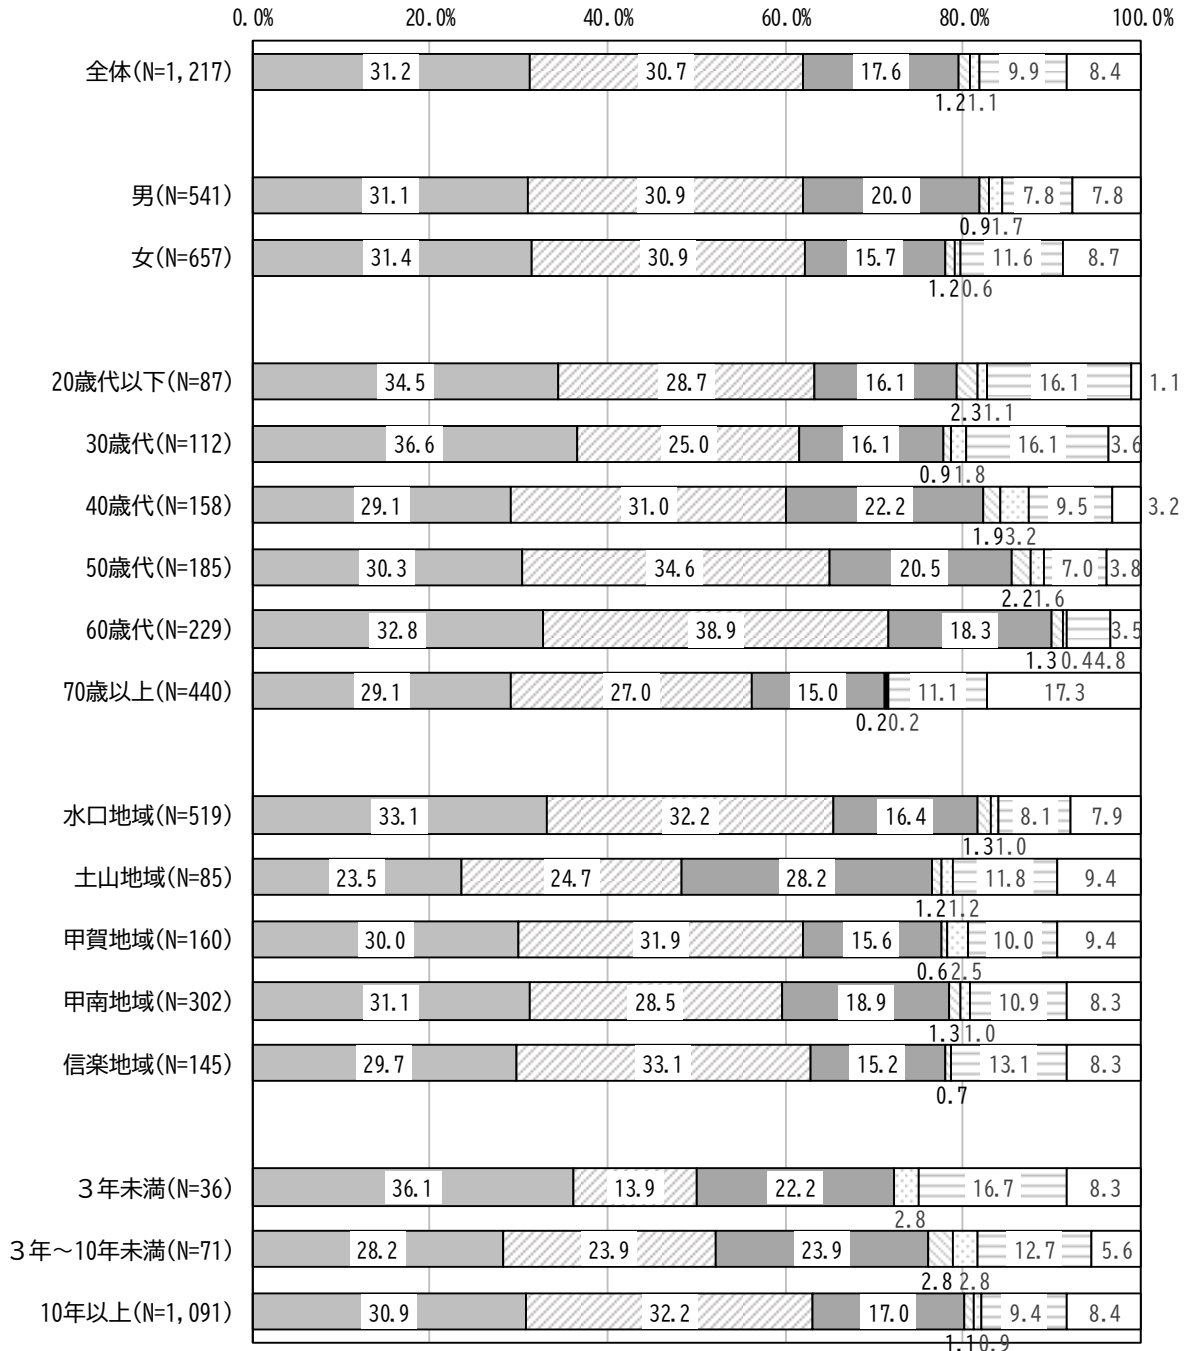 0.0% 20.0% 40.0% 60.0% 80.0% 100.0%
全体(N=1,217) 31.2 30.7 17.6 9.9 8.4
1.2 1.1
男(N=541) 31.1 30.9 20.0 7.8 7.8
0.9 1.7
女(N=657) 31.4 30.9 15.7 11.6 8.7
1.2 0.6
20歳代以下(N=87) 34.5 28.7 16.1 16.1 1.1
2.3 1.1
30歳代(N=112) 36.6 25.0 16.1 16.1 3.6
0.9 1.8
40歳代(N=158) 29.1 31.0 22.2 9.5 3.2
1.9 3.2
50歳代(N=185) 30.3 34.6 20.5 7.0 3.8
2.2 1.6
60歳代(N=229) 32.8 38.9 18.3 3.5
1.3 0.4 4.8
70歳以上(N=440) 29.1 27.0 15.0 11.1 17.3
0.2 0.2
水口地域(N=519) 33.1 32.2 16.4 8.1 7.9
1.3 1.0
土山地域(N=85) 23.5 24.7 28.2 11.8 9.4
1.2 1.2
甲賀地域(N=160) 30.0 31.9 15.6 10.0 9.4
0.6 2.5
甲南地域(N=302) 31.1 28.5 18.9 10.9 8.3
1.3 1.0
信楽地域(N=145) 29.7 33.1 15.2 13.1 8.3
0.7
３年未満(N=36) 36.1 13.9 22.2 16.7 8.3
2.8
３年～10年未満(N=71) 28.2 23.9 23.9 12.7 5.6
2.8 2.8
10年以上(N=1,091) 30.9 32.2 17.0 9.4 8.4
1.1 0.9